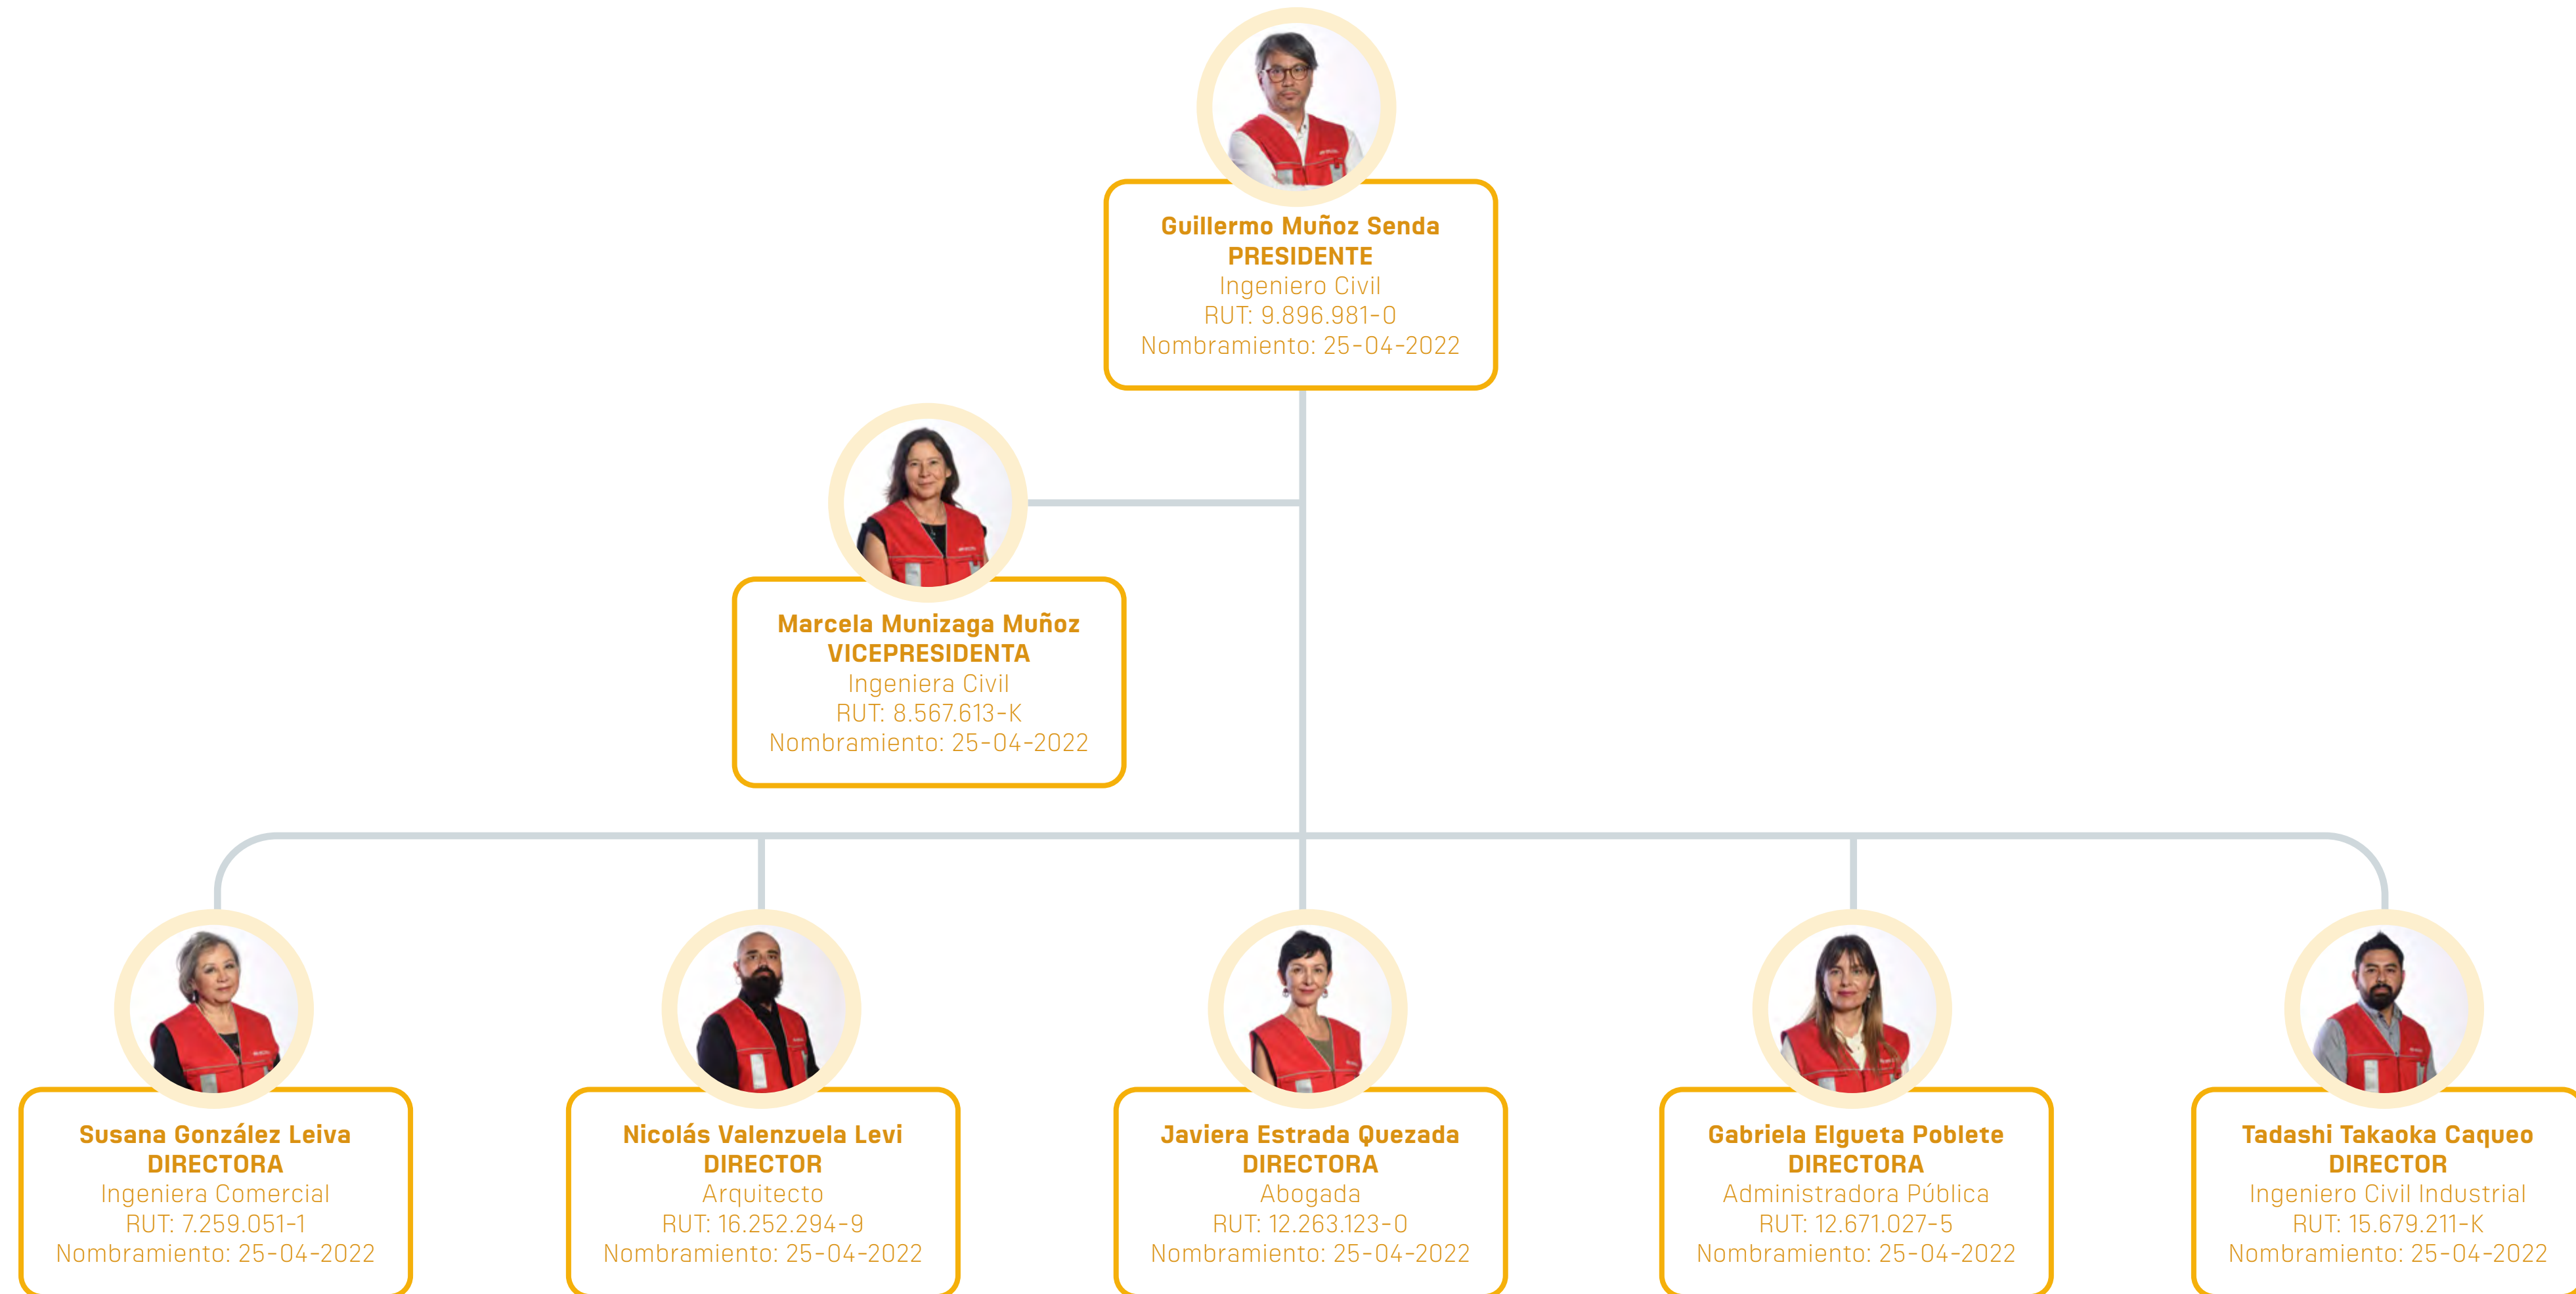 Guillermo Muñoz Senda
PRESIDENTE
Ingeniero Civil
RUT: 9.896.981-0
Nombramiento: 25-04-2022
Marcela Munizaga Muñoz
VICEPRESIDENTA
Ingeniera Civil
RUT: 8.567.613-K
Nombramiento: 25-04-2022
Susana González Leiva
DIRECTORA
Ingeniera Comercial
RUT: 7.259.051-1
Nombramiento: 25-04-2022
Nicolás Valenzuela Levi
DIRECTOR
Arquitecto
RUT: 16.252.294-9
Nombramiento: 25-04-2022
Javiera Estrada Quezada
DIRECTORA
Abogada
RUT: 12.263.123-0
Nombramiento: 25-04-2022
Gabriela Elgueta Poblete
DIRECTORA
Administradora Pública
RUT: 12.671.027-5
Nombramiento: 25-04-2022
Tadashi Takaoka Caqueo
DIRECTOR
Ingeniero Civil Industrial
RUT: 15.679.211-K
Nombramiento: 25-04-2022